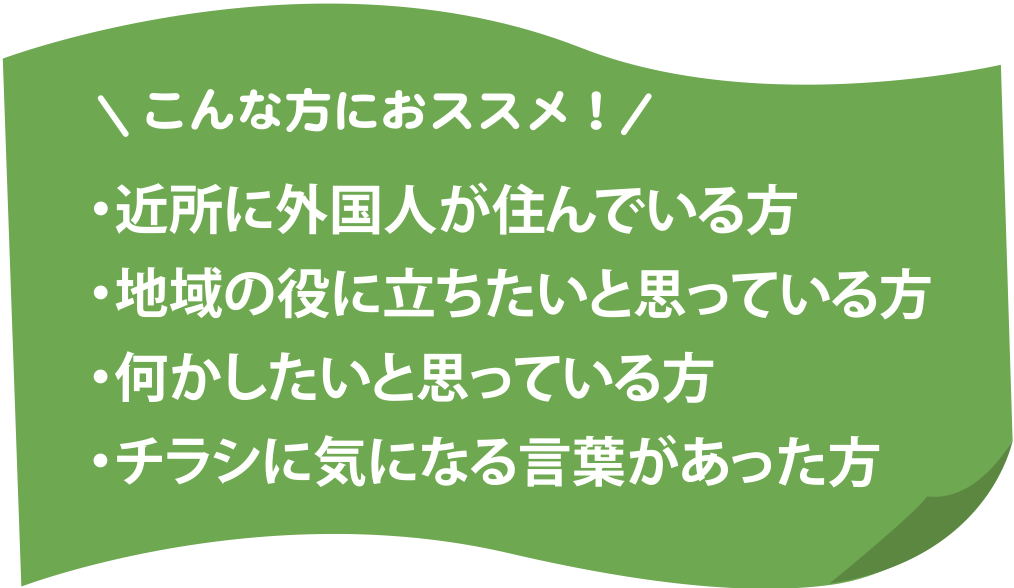 \ こんな方におススメ！/
・近所に外国人が住んでいる方
・地域の役に立ちたいと思っている方
・何かしたいと思っている方
・チラシに気になる言葉があった方